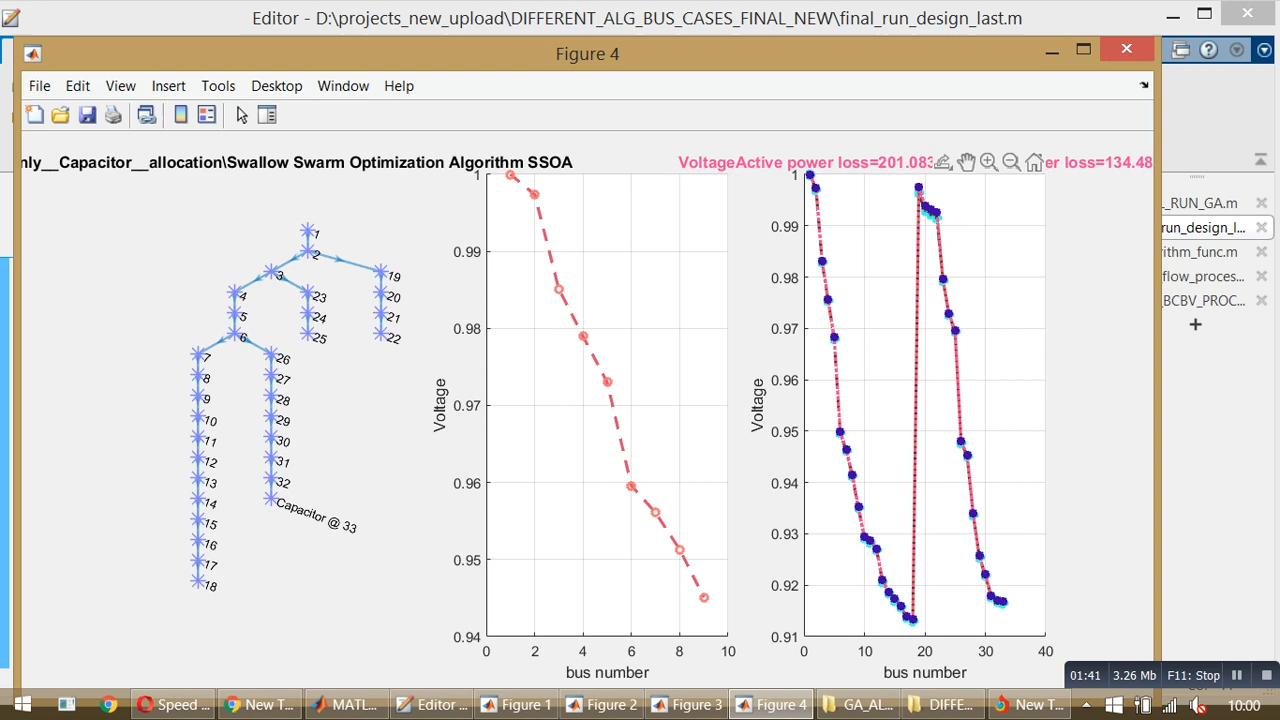 Editor - D:\projects_new_upload\DIFFERENT_ALG_BUS_CASES_FINAL_NEW\final_run_design_last.m
Figure 4
File Edit View Insert Tools Desktop Window Help
nly__Capacitor__allocation\Swallow Swarm Optimization Algorithm SSOA
VoltageActive power loss=201.083
er loss=134.48
1
2
3
19
4
23
20
5
24
21
6
25
22
7
26
8
27
9
28
10
29
11
30
12
31
13
32
14
Capacitor @ 33
15
16
17
18
Voltage
1
0.99
0.98
0.97
0.96
0.95
0.94
0 2 4 6 8 10
bus number
Voltage
1
0.99
0.98
0.97
0.96
0.95
0.94
0.93
0.92
0.91
0 10 20 30 40
bus number
L_RUN_GA.m
run_design_l...
rithm_func.m
flow_proces...
BCBV_PROC...
01:41 3.26 Mb F11: Stop
Speed ...
New T...
MATL...
Editor ...
Figure 1
Figure 2
Figure 3
Figure 4
GA_AL...
DIFFE...
New T...
10:00